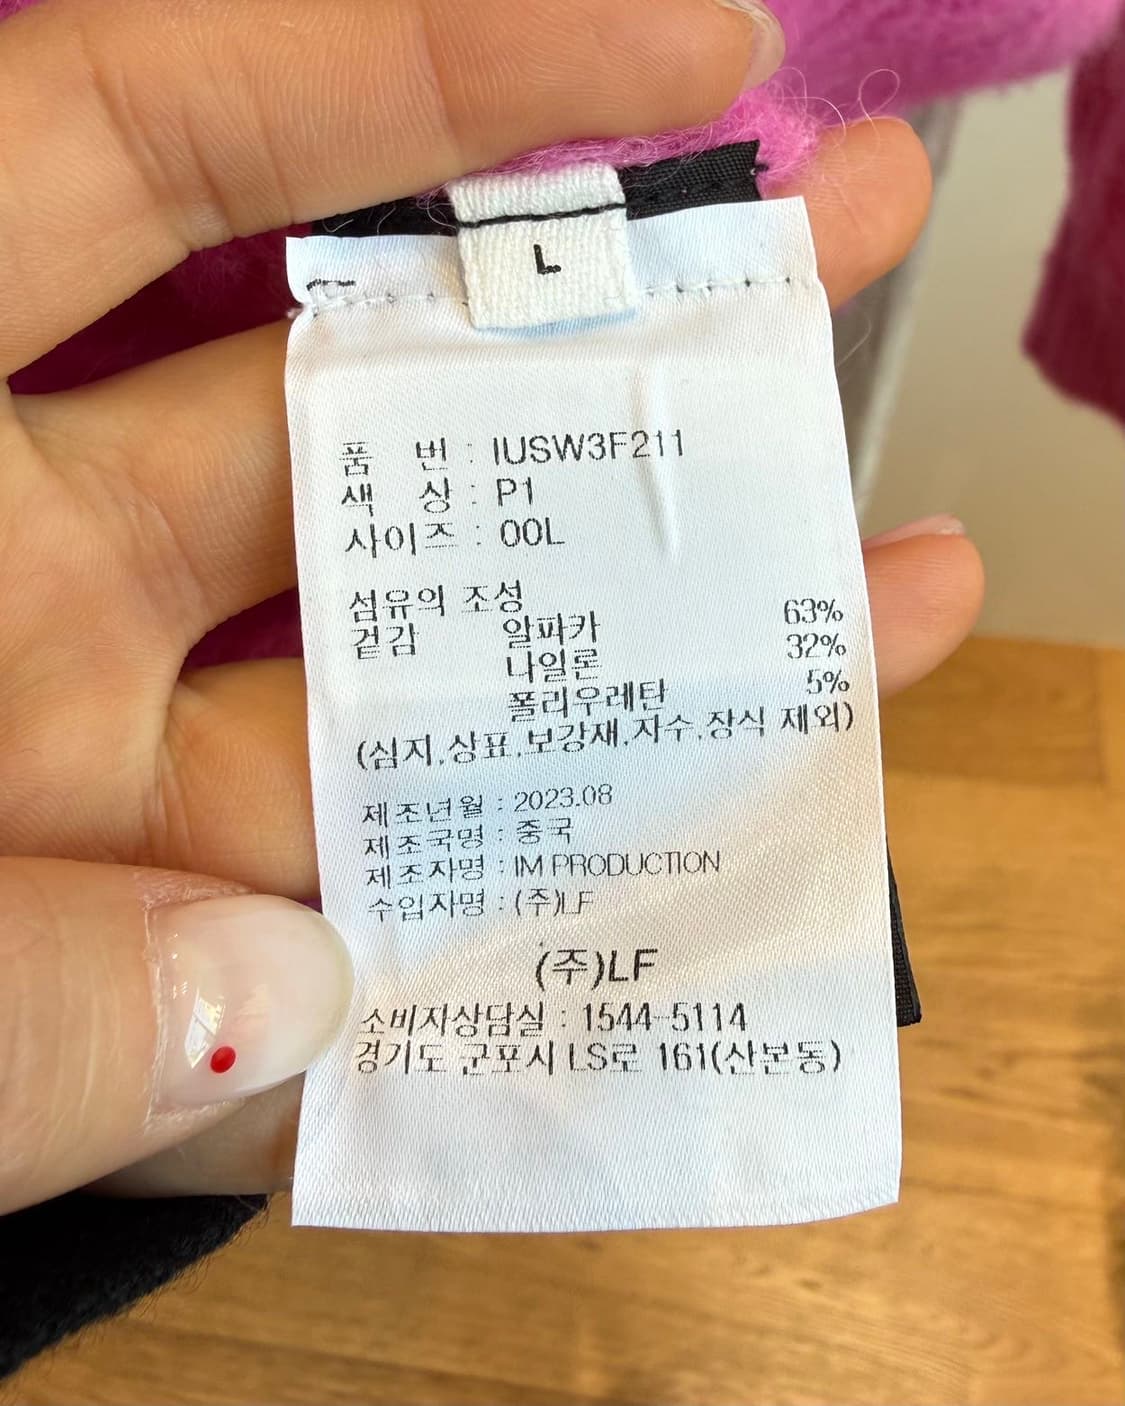 L
품 번 : IUSW3F211
색 상 : P1
사이즈 : 00L
섬유의 조성
겉감 알파카 63%
나일론 32%
폴리우레탄 5%
(심지,상표,보강재,자수,장식 제외)
제조년월 : 2023.08
제조국명 : 중국
제조자명 : IM PRODUCTION
수입자명 : (주)LF
(주)LF
소비자상담실 : 1544-5114
경기도 군포시 LS로 161(산본동)